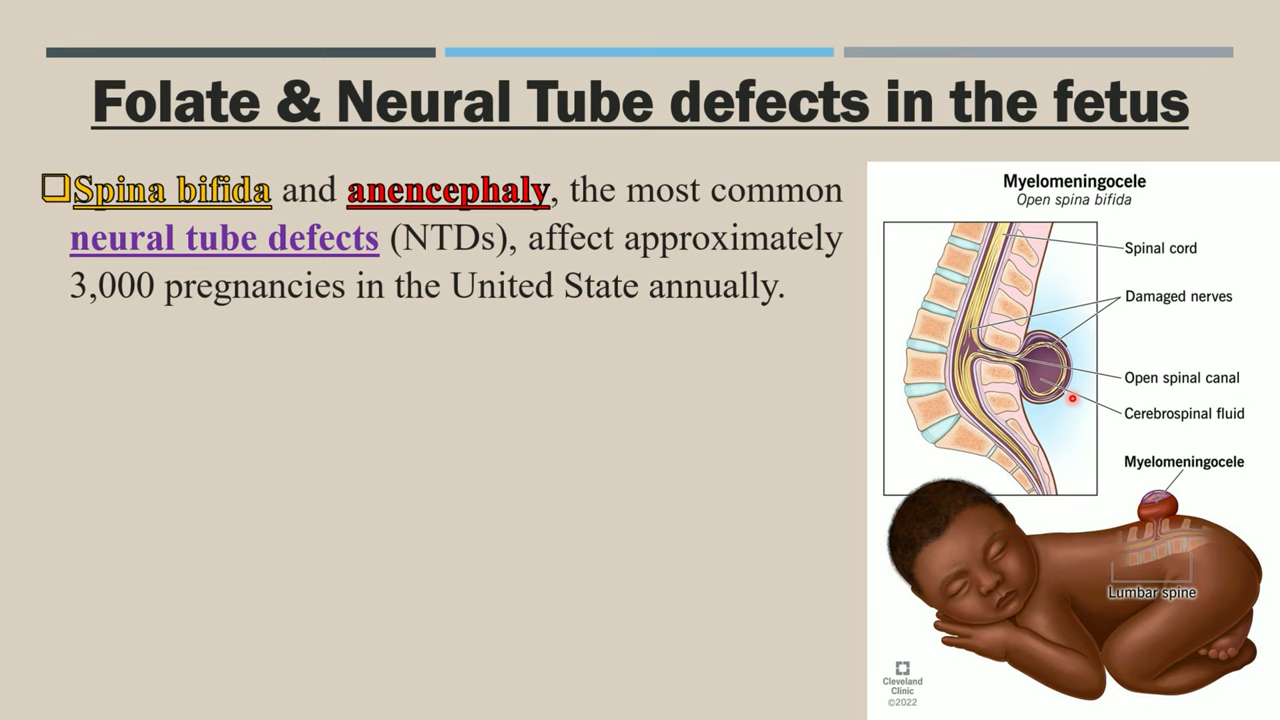 Folate & Neural Tube defects in the fetus
Spina bifida and anencephaly, the most common
neural tube defects (NTDs), affect approximately
3,000 pregnancies in the United State annually.
Myelomeningocele
Open spina bifida
Spinal cord
Damaged nerves
Open spinal canal
Cerebrospinal fluid
Myelomeningocele
Lumbar spine
Cleveland
Clinic
©2022